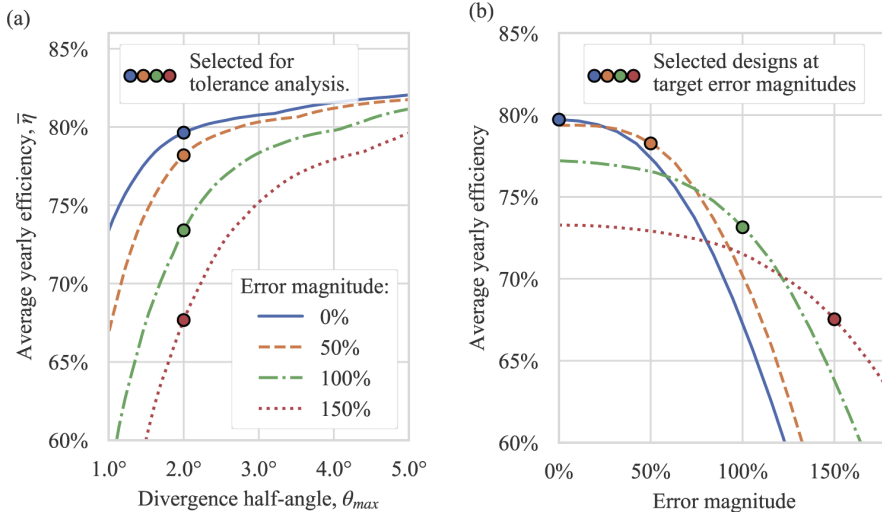 (a)
85%
80%
75%
70%
65%
60%
Average yearly efficiency, η̅
Selected for
tolerance analysis.
Error magnitude:
0%
50%
100%
150%
1.0°
2.0°
3.0°
4.0°
5.0°
Divergence half-angle, θmax
(b)
85%
80%
75%
70%
65%
60%
Average yearly efficiency
Selected designs at
target error magnitudes
0%
50%
100%
150%
Error magnitude